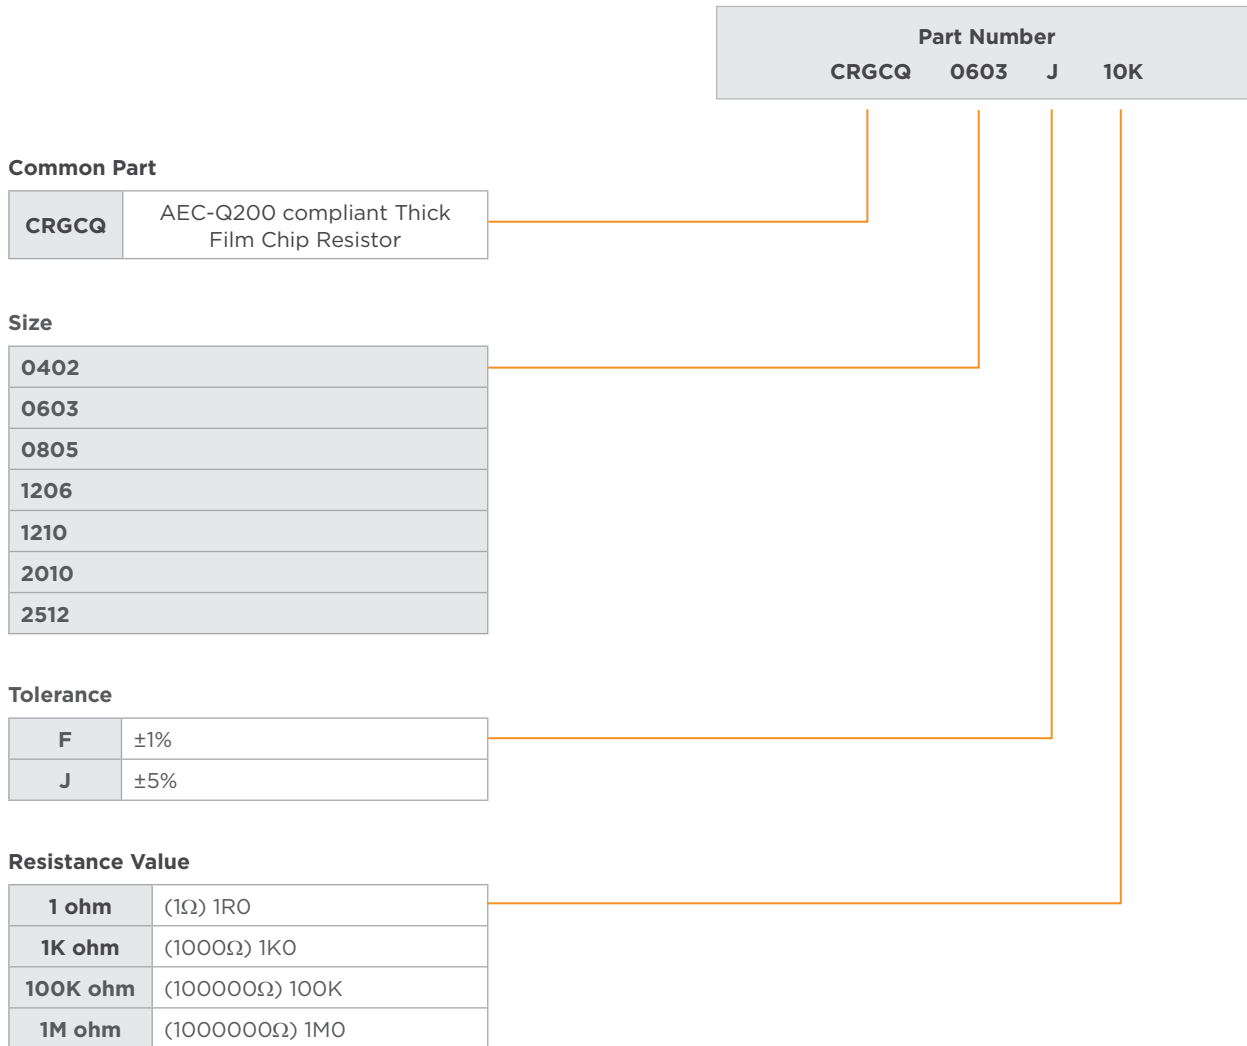 Part Number
CRGCQ 0603 J 10K
Common Part
CRGCQ AEC-Q200 compliant Thick
Film Chip Resistor
Size
0402
0603
0805
1206
1210
2010
2512
Tolerance
F ±1%
J ±5%
Resistance Value
1 ohm (1Ω) 1R0
1K ohm (1000Ω) 1K0
100K ohm (100000Ω) 100K
1M ohm (1000000Ω) 1M0